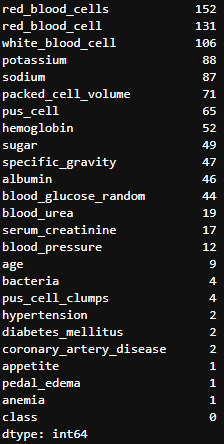 red_blood_cells 152
red_blood_cell 131
white_blood_cell 106
potassium 88
sodium 87
packed_cell_volume 71
pus_cell 65
hemoglobin 52
sugar 49
specific_gravity 47
albumin 46
blood_glucose_random 44
blood_urea 19
serum_creatinine 17
blood_pressure 12
age 9
bacteria 4
pus_cell_clumps 4
hypertension 2
diabetes_mellitus 2
coronary_artery_disease 2
appetite 1
pedal_edema 1
anemia 1
class 0
dtype: int64